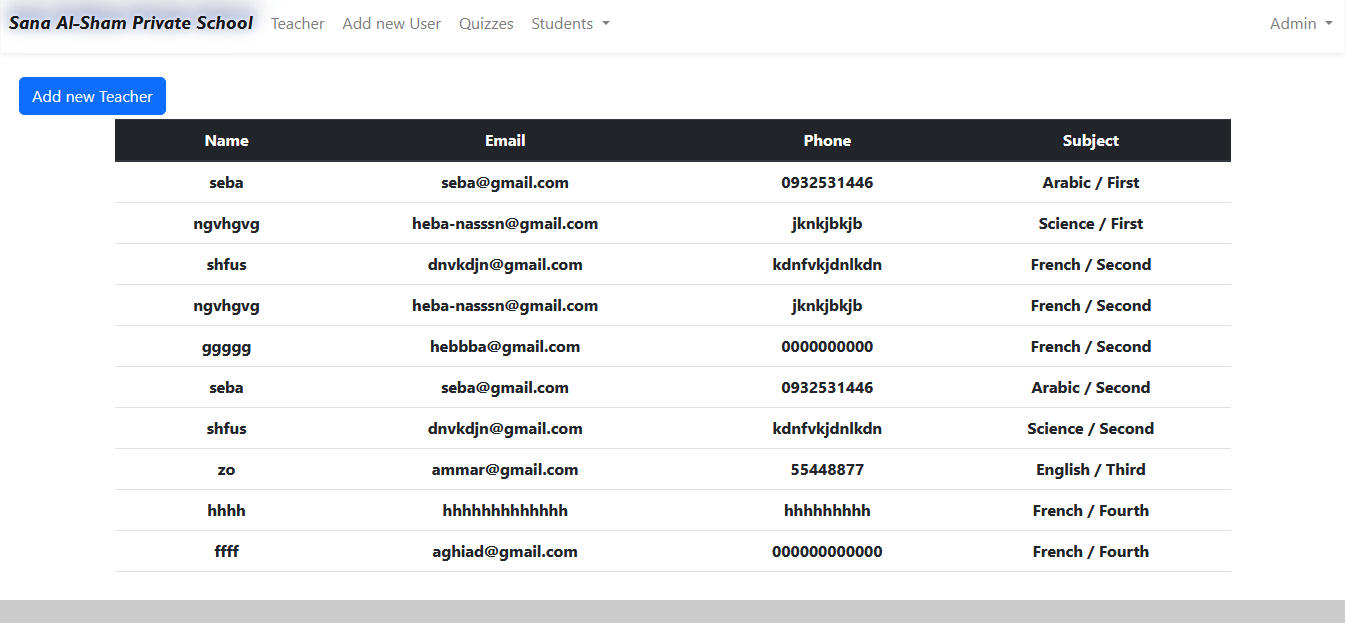 Sana Al-Sham Private School Teacher Add new User Quizzes Students Admin
Add new Teacher
Name Email Phone Subject
seba seba@gmail.com 0932531446 Arabic / First
ngvhgvg heba-nasssn@gmail.com jknkjbkjb Science / First
shfus dnvkdjn@gmail.com kdnfvkjdnlkdn French / Second
ngvhgvg heba-nasssn@gmail.com jknkjbkjb French / Second
ggggg hebbba@gmail.com 0000000000 French / Second
seba seba@gmail.com 0932531446 Arabic / Second
shfus dnvkdjn@gmail.com kdnfvkjdnlkdn Science / Second
zo ammar@gmail.com 55448877 English / Third
hhhh hhhhhhhhhhhhh hhhhhhhhh French / Fourth
ffff aghiad@gmail.com 000000000000 French / Fourth